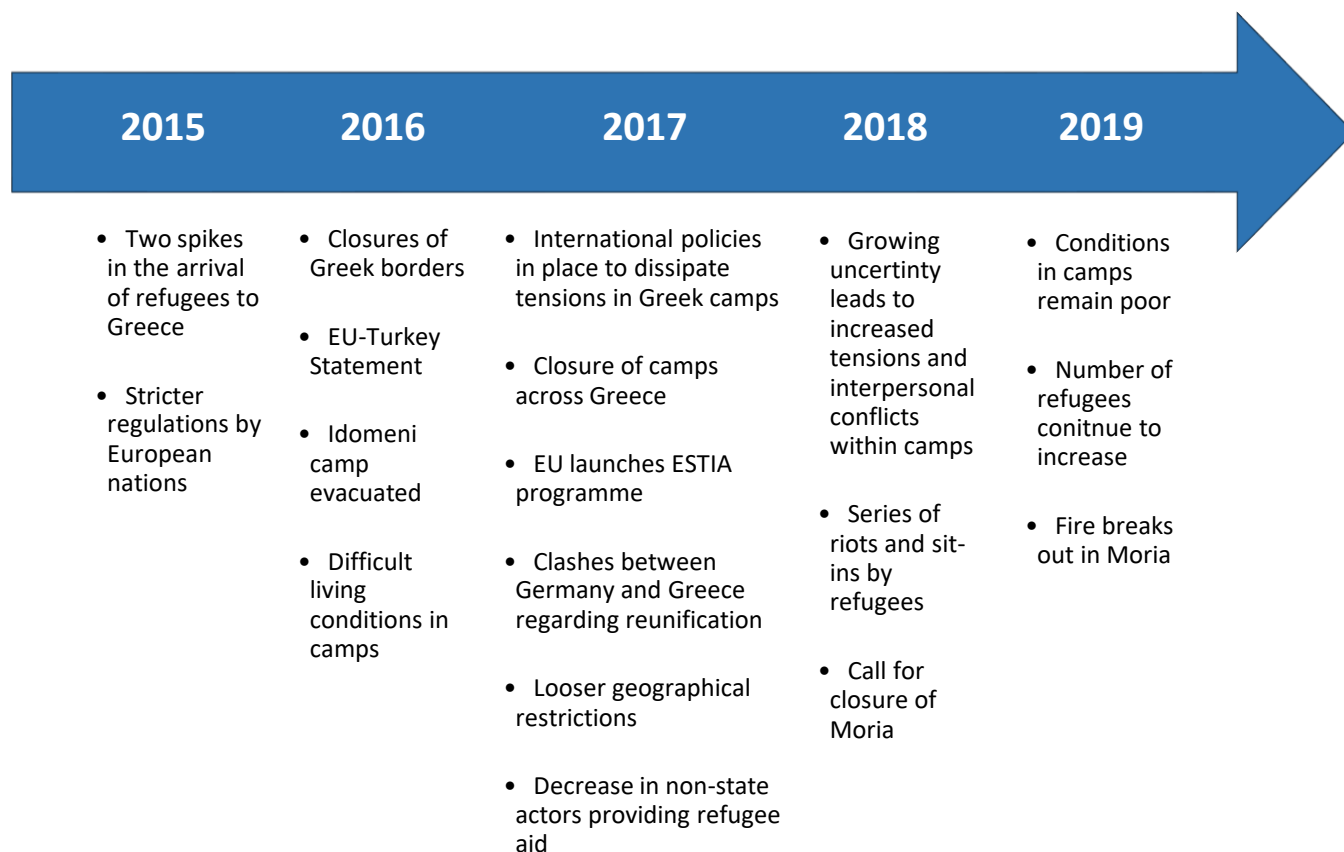 2015
2016
2017
2018
2019
• Two spikes
in the arrival
of refugees to
Greece
• Stricter
regulations by
European
nations
• Closures of
Greek borders
• EU-Turkey
Statement
• Idomeni
camp
evacuated
• Difficult
living
conditions in
camps
• International policies
in place to dissipate
tensions in Greek camps
• Closure of camps
across Greece
• EU launches ESTIA
programme
• Clashes between
Germany and Greece
regarding reunification
• Looser geographical
restrictions
• Decrease in non-state
actors providing refugee
aid
• Growing
uncertinty
leads to
increased
tensions and
interpersonal
conflicts
within camps
• Series of
riots and sit-
ins by
refugees
• Call for
closure of
Moria
• Conditions
in camps
remain poor
• Number of
refugees
conitnue to
increase
• Fire breaks
out in Moria